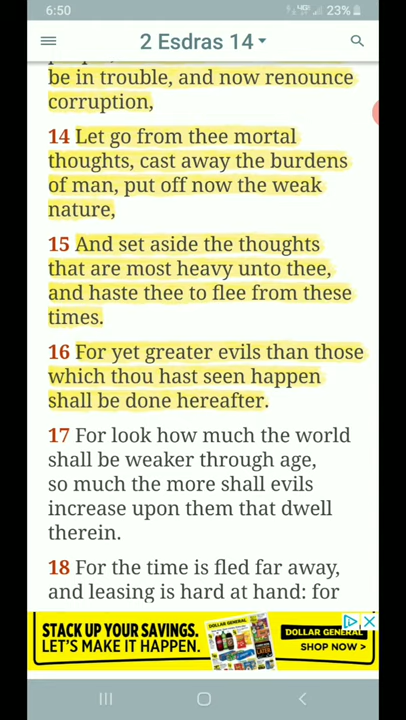 6:50
23%
2 Esdras 14
be in trouble, and now renounce
corruption,
14 Let go from thee mortal
thoughts, cast away the burdens
of man, put off now the weak
nature,
15 And set aside the thoughts
that are most heavy unto thee,
and haste thee to flee from these
times.
16 For yet greater evils than those
which thou hast seen happen
shall be done hereafter.
17 For look how much the world
shall be weaker through age,
so much the more shall evils
increase upon them that dwell
therein.
18 For the time is fled far away,
and leasing is hard at hand: for
STACK UP YOUR SAVINGS.
LET'S MAKE IT HAPPEN.
DOLLAR GENERAL
SHOP NOW >